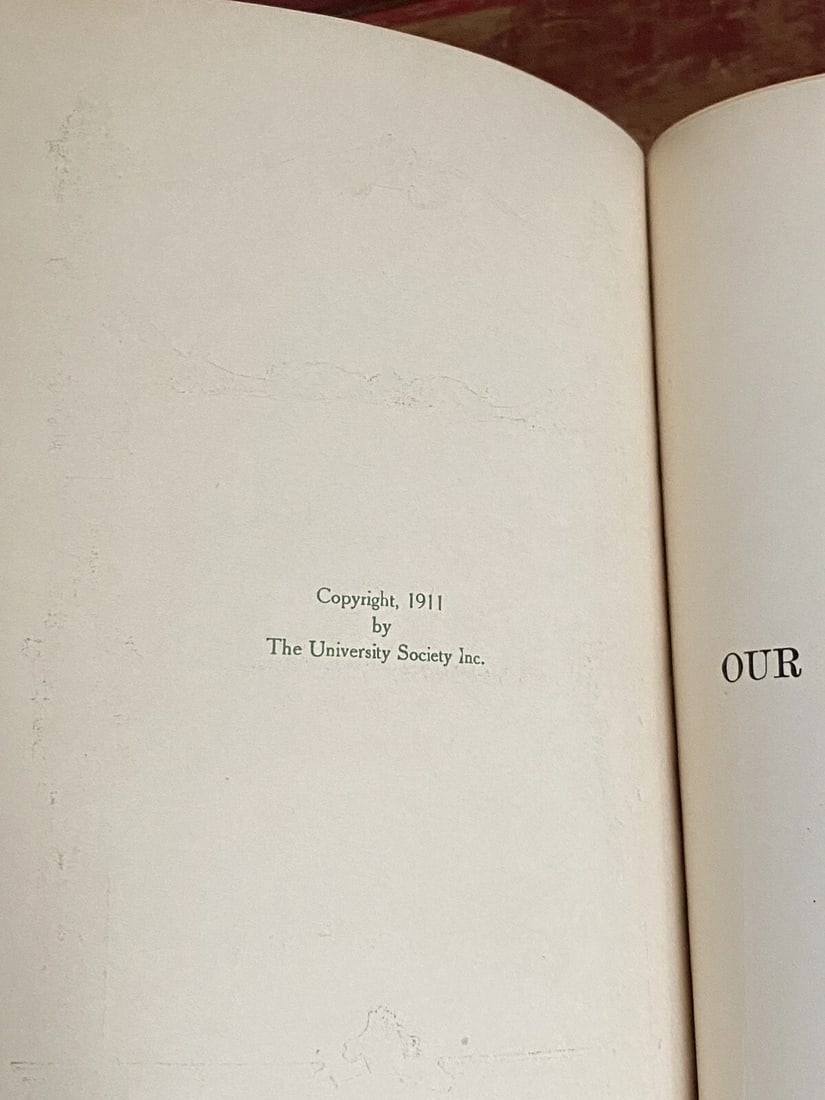 Copyright, 1911
by
The University Society Inc.
OUR